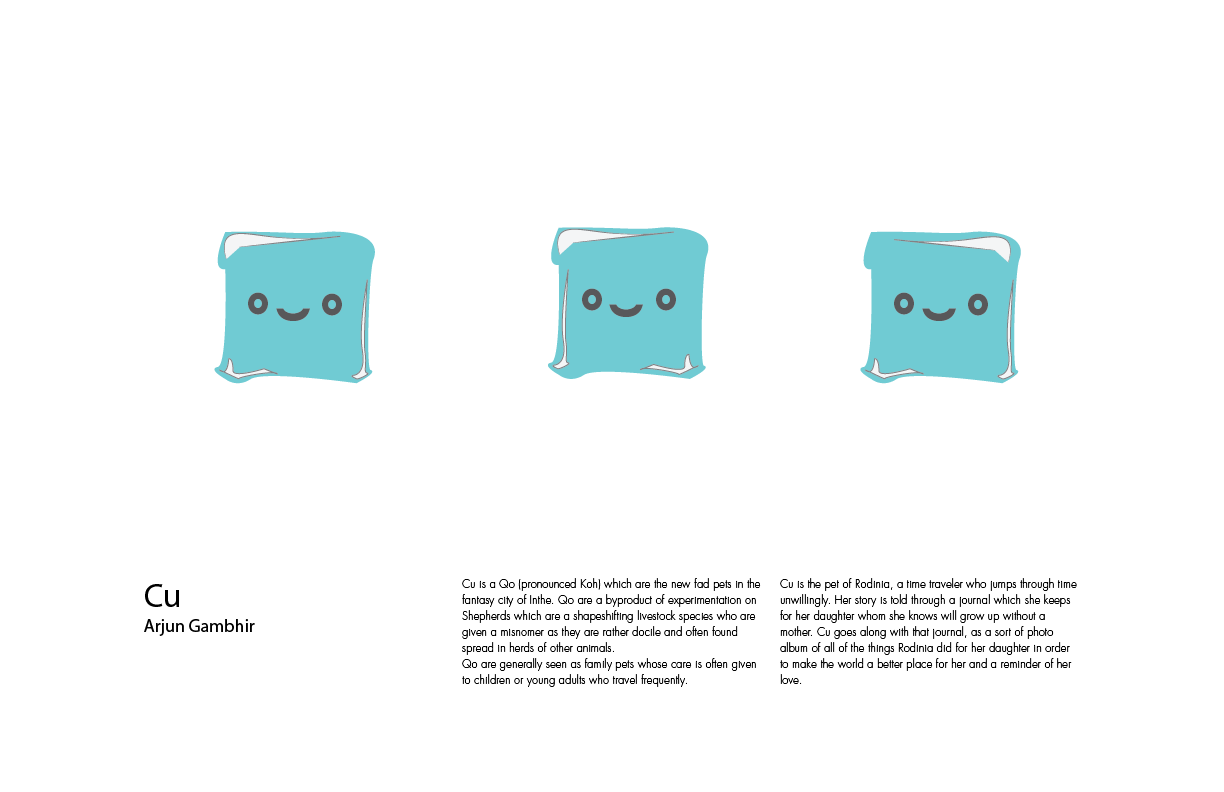 Cu
Arjun Gambhir
Cu is a Qo (pronounced Koh) which are the new fad pets in the
fantasy city of Inthe. Qo are a byproduct of experimentation on
Shepherds which are a shapeshifting livestock species who are
given a misnomer as they are rather docile and often found
spread in herds of other animals.
Qo are generally seen as family pets whose care is often given
to children or young adults who travel frequently.
Cu is the pet of Rodinia, a time traveler who jumps through time
unwillingly. Her story is told through a journal which she keeps
for her daughter whom she knows will grow up without a
mother. Cu goes along with that journal, as a sort of photo
album of all of the things Rodinia did for her daughter in order
to make the world a better place for her and a reminder of her
love.